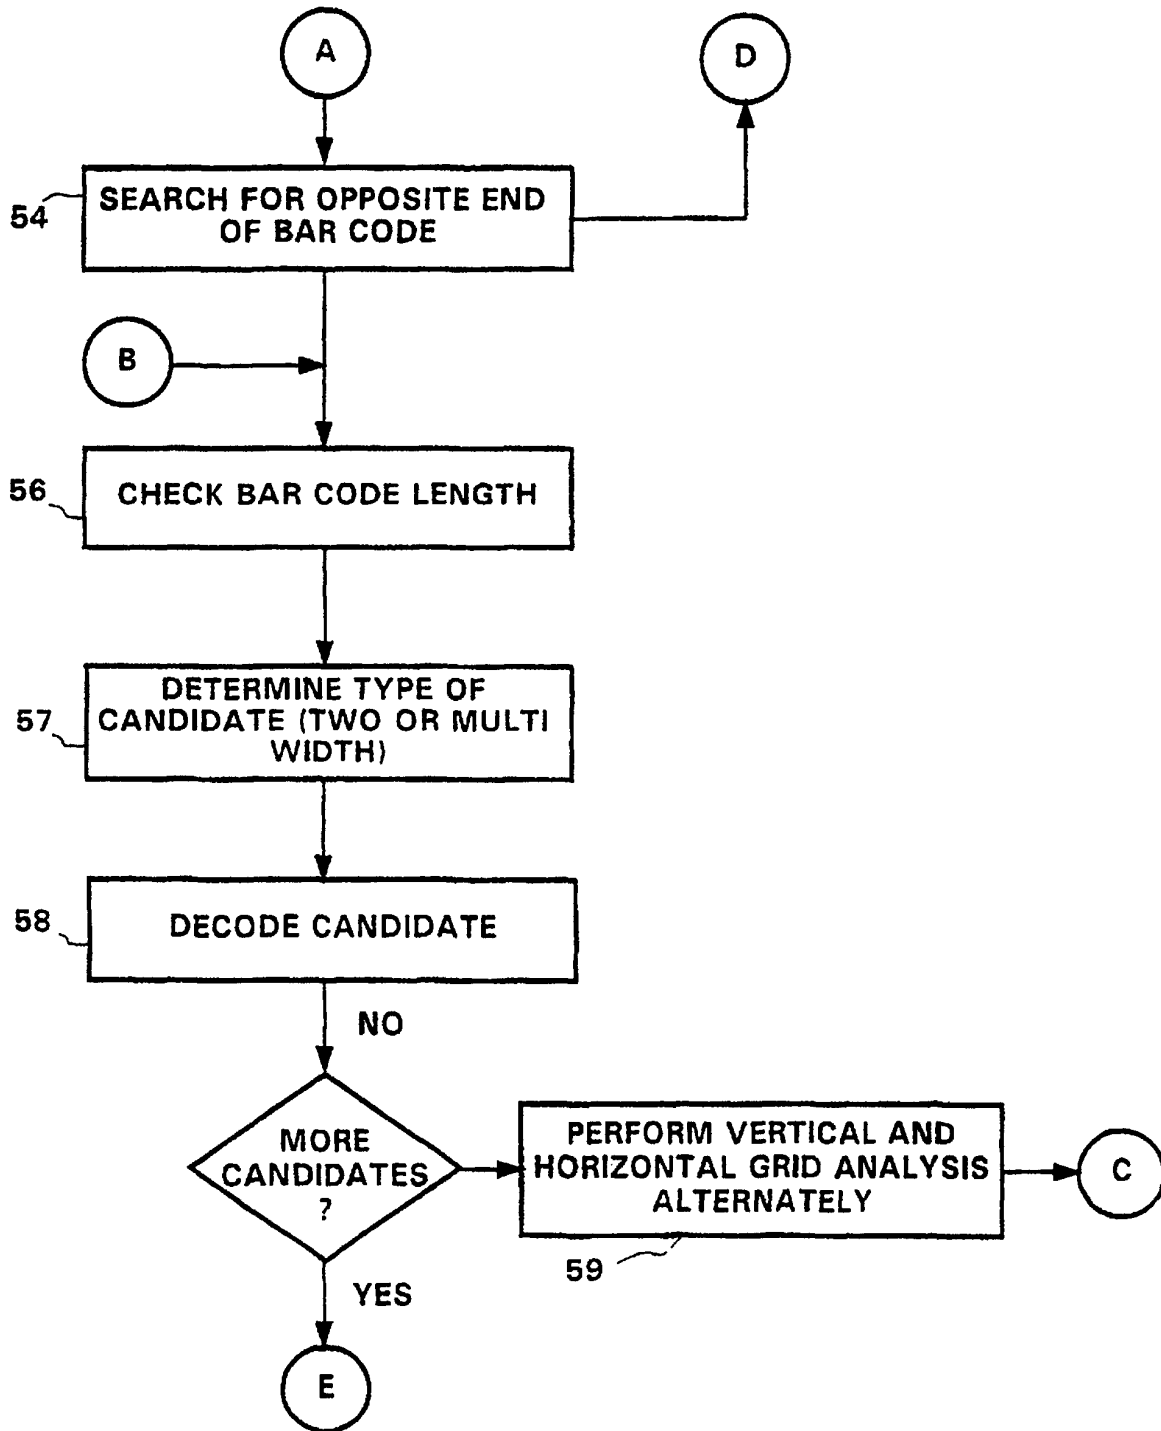 A
D
54
SEARCH FOR OPPOSITE END
OF BAR CODE
B
56
CHECK BAR CODE LENGTH
57
DETERMINE TYPE OF
CANDIDATE (TWO OR MULTI
WIDTH)
58
DECODE CANDIDATE
NO
MORE
CANDIDATES
?
PERFORM VERTICAL AND
HORIZONTAL GRID ANALYSIS
ALTERNATELY
C
59
YES
E